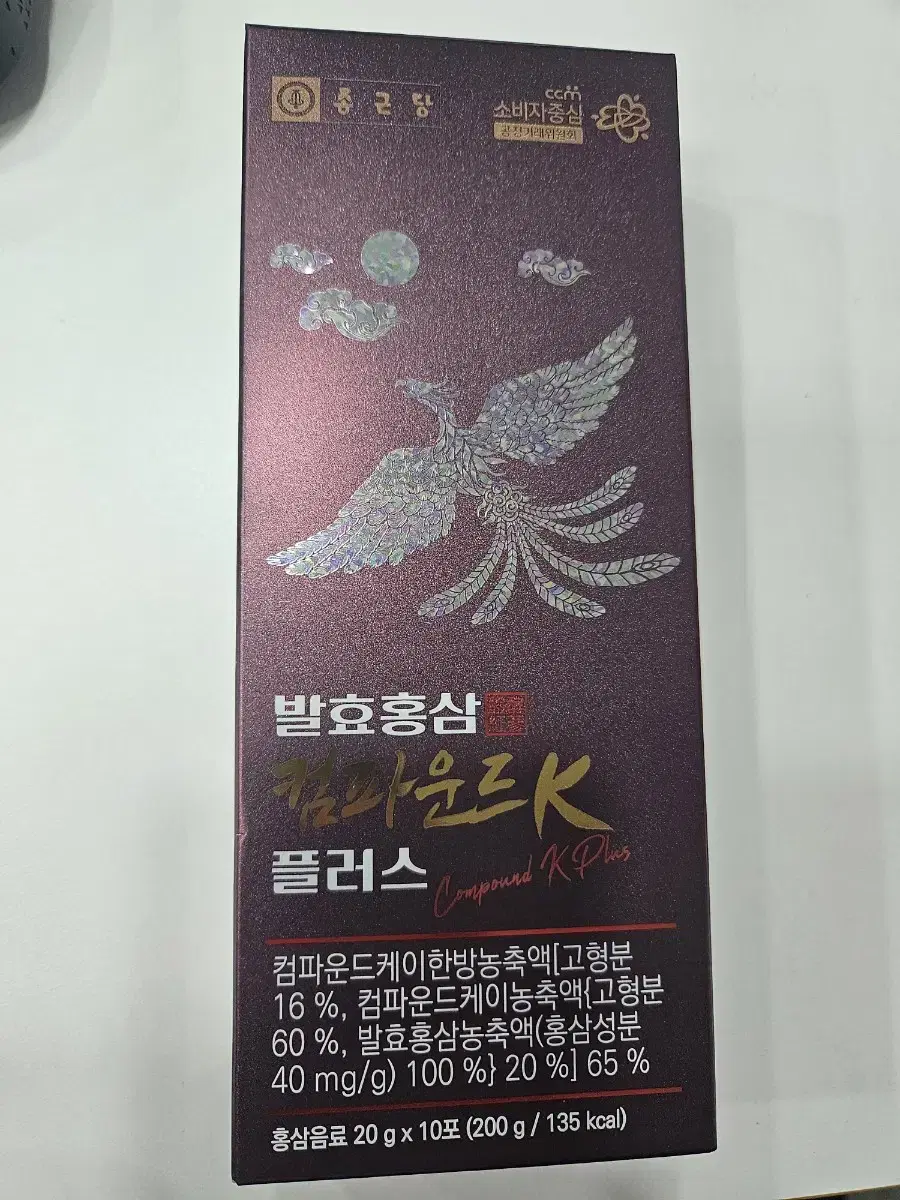 종근당
ccm
소비자중심
공정거래위원회
발효홍삼
컴파운드K
플러스
Compound K Plus
컴파운드케이한방농축액[고형분
16 %, 컴파운드케이농축액{고형분
60 %, 발효홍삼농축액(홍삼성분
40 mg/g) 100 %} 20 %] 65 %
홍삼음료 20 g x 10포 (200 g / 135 kcal)